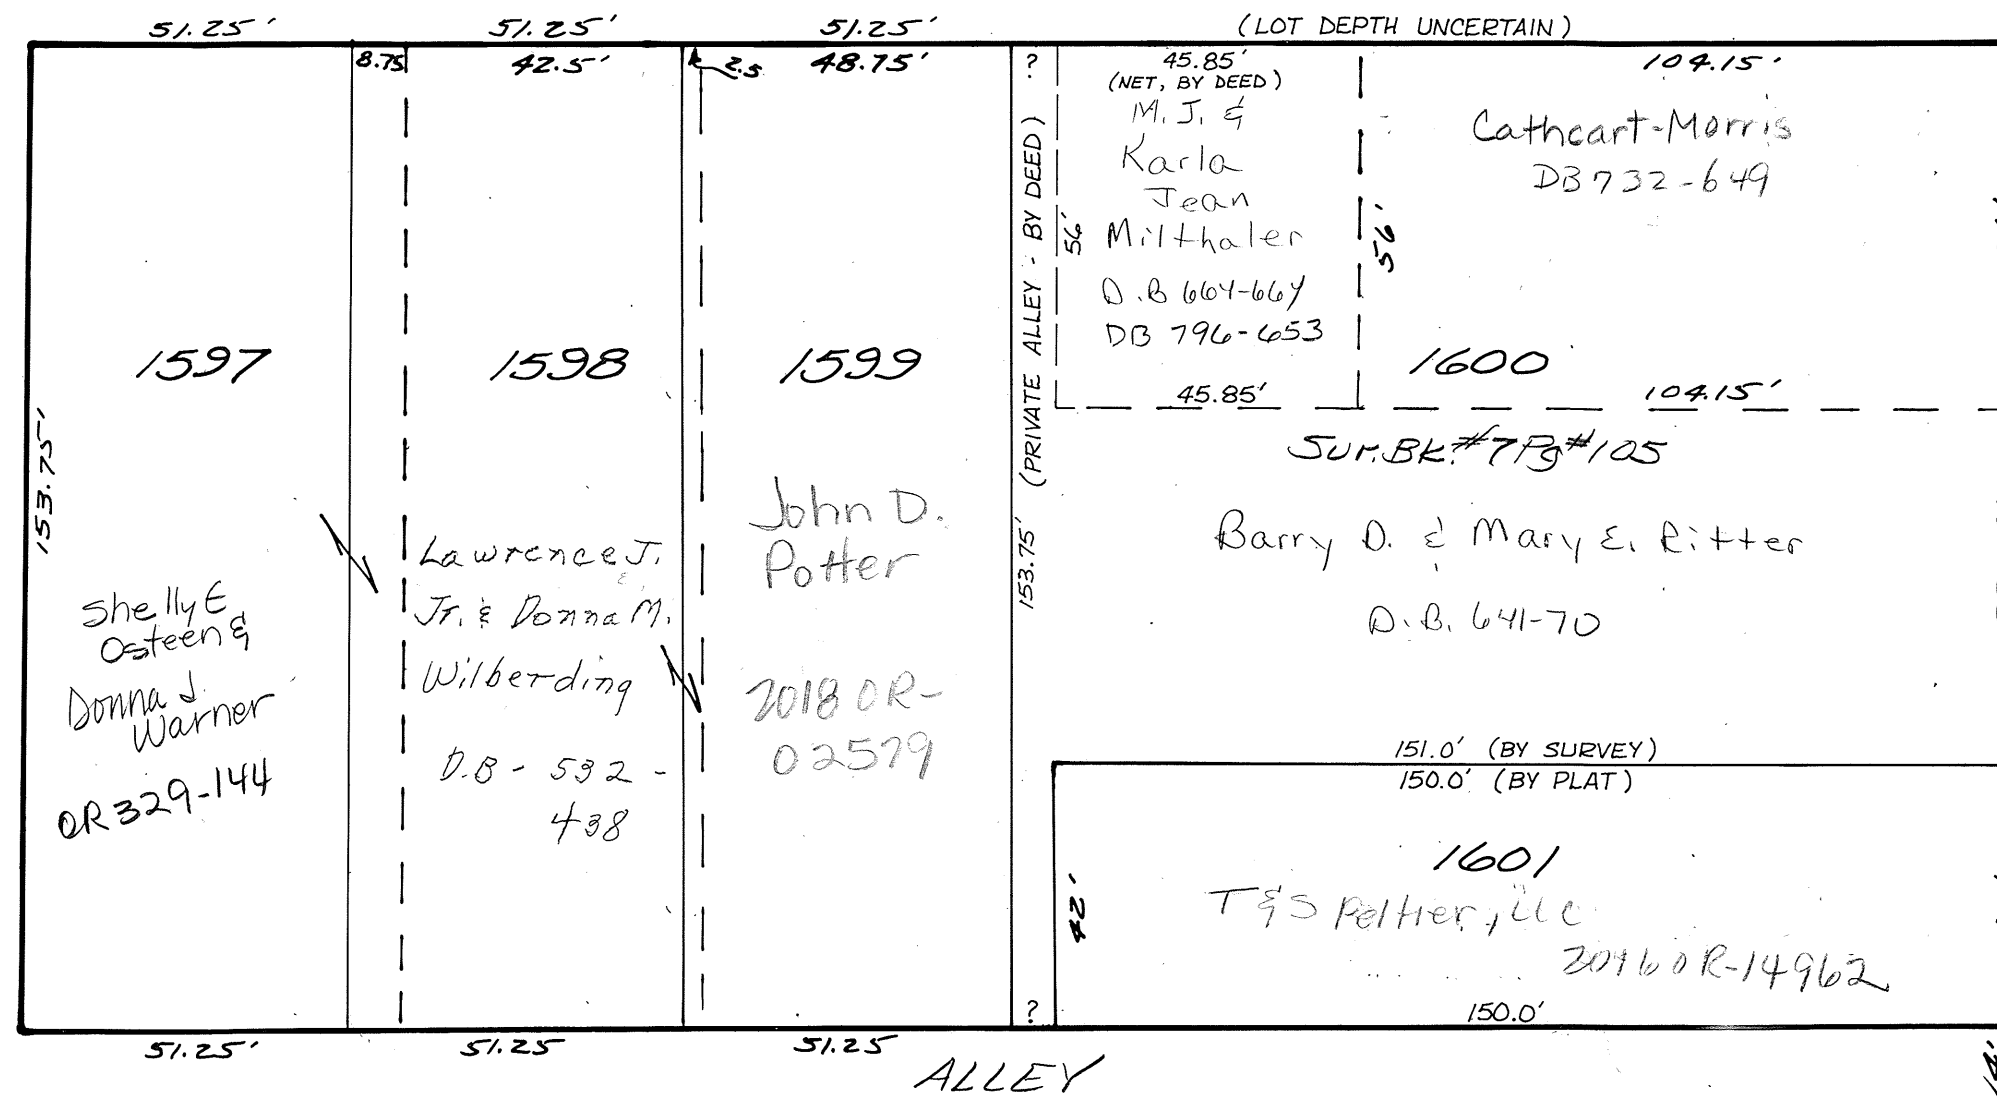 51.25' 51.25' 51.25' (LOT DEPTH UNCERTAIN)
8.75 42.5' 2.5 48.75' ? 45.85' 104.15'
(NET, BY DEED)
M. J. &
Karla
Jean
Milthaler
D.B 664-664
DB 796-653
56'
56'
45.85'
Cathcart-Morris
DB 732-649
1600
104.15'
1597
1598
1599
(PRIVATE ALLEY - BY DEED)
153.75'
153.75'
Sur.Bk.#7Pg#105
Barry D. & Mary E. Ritter
D.B. 641-70
Shelly E
Osteen &
Donna J.
Warner
OR 329-144
Lawrence J.
Jr. & Donna M.
Wilberding
D.B - 532 -
438
John D.
Potter
2018 OR-
02579
151.0' (BY SURVEY)
150.0' (BY PLAT)
1601
42'
T & S Peltier, LLC
OR-14962
150.0'
?
51.25' 51.25 51.25
ALLEY
14'